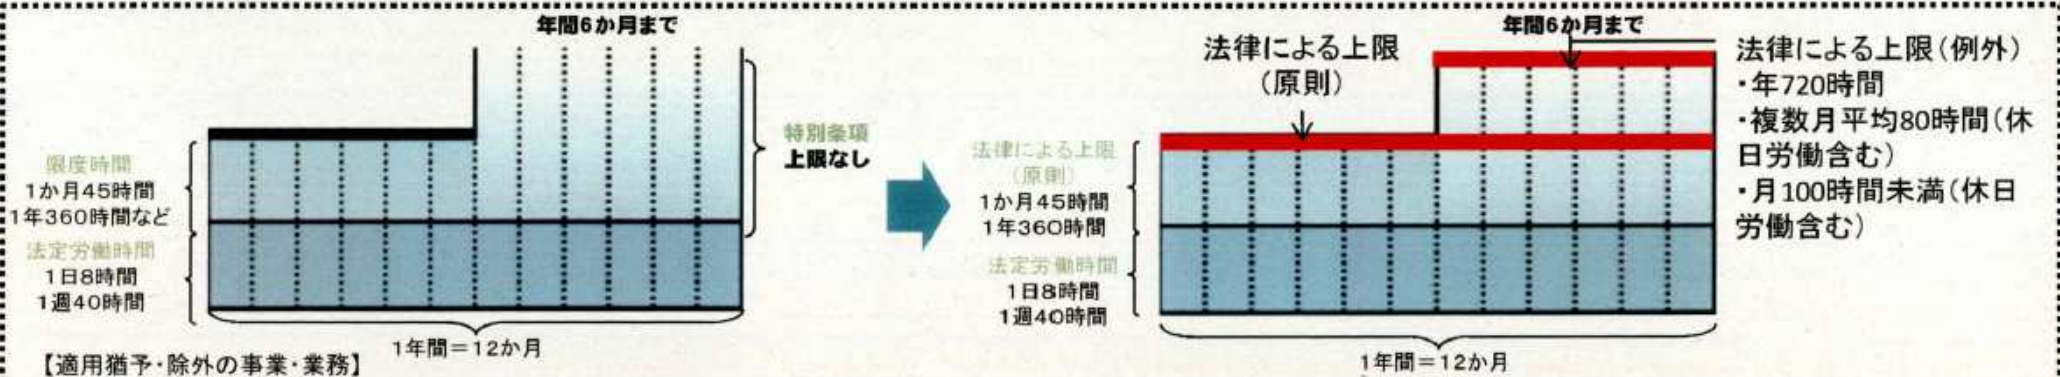 年間6か月まで
限度時間
1か月45時間
1年360時間など
法定労働時間
1日8時間
1週40時間
特別条項
上限なし
1年間＝12か月
【適用猶予・除外の事業・業務】
年間6か月まで
法律による上限
（原則）
法律による上限
（原則）
1か月45時間
1年360時間
法定労働時間
1日8時間
1週40時間
1年間＝12か月
法律による上限（例外）
・年720時間
・複数月平均80時間（休
日労働含む）
・月100時間未満（休日
労働含む）